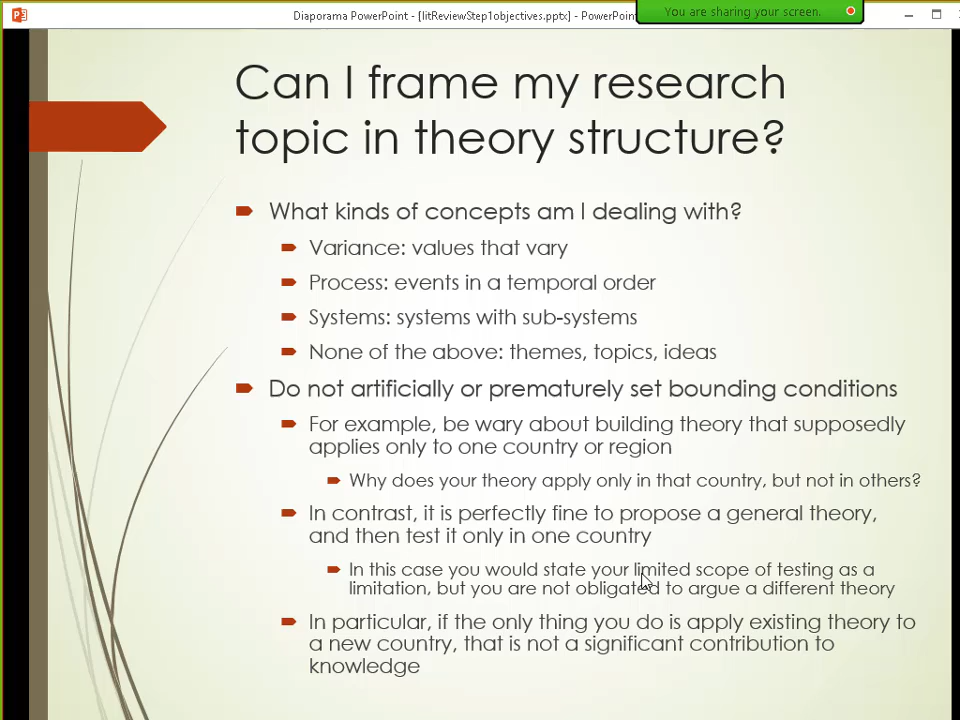 Diaporama PowerPoint - [litReviewStep1objectives.pptx] - PowerPoint
You are sharing your screen.
Can I frame my research
topic in theory structure?
What kinds of concepts am I dealing with?
Variance: values that vary
Process: events in a temporal order
Systems: systems with sub-systems
None of the above: themes, topics, ideas
Do not artificially or prematurely set bounding conditions
For example, be wary about building theory that supposedly
applies only to one country or region
Why does your theory apply only in that country, but not in others?
In contrast, it is perfectly fine to propose a general theory,
and then test it only in one country
In this case you would state your limited scope of testing as a
limitation, but you are not obligated to argue a different theory
In particular, if the only thing you do is apply existing theory to
a new country, that is not a significant contribution to
knowledge